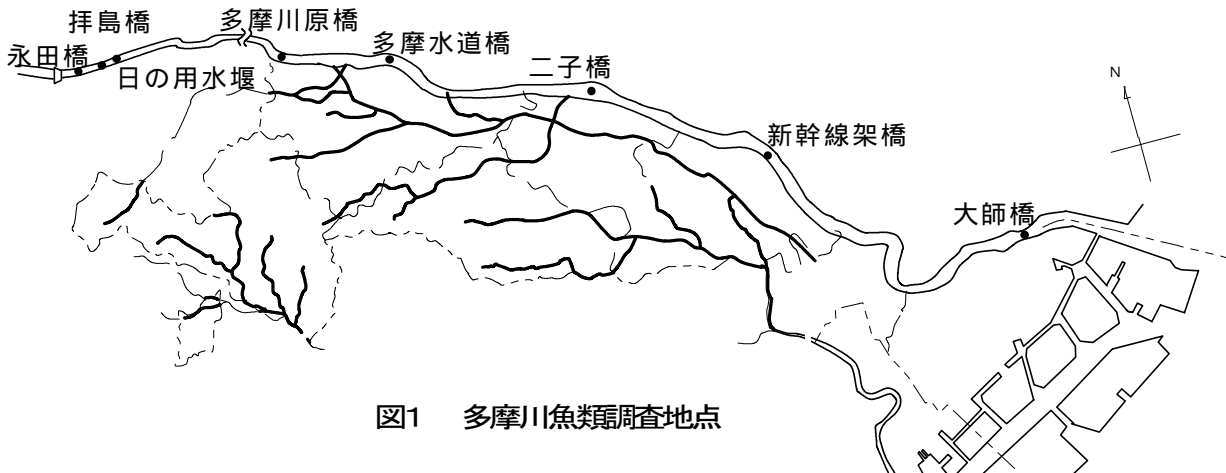 拝島橋
多摩川原橋
永田橋
日の用水堰
多摩水道橋
二子橋
新幹線架橋
大師橋
N
図1 多摩川魚類調査地点